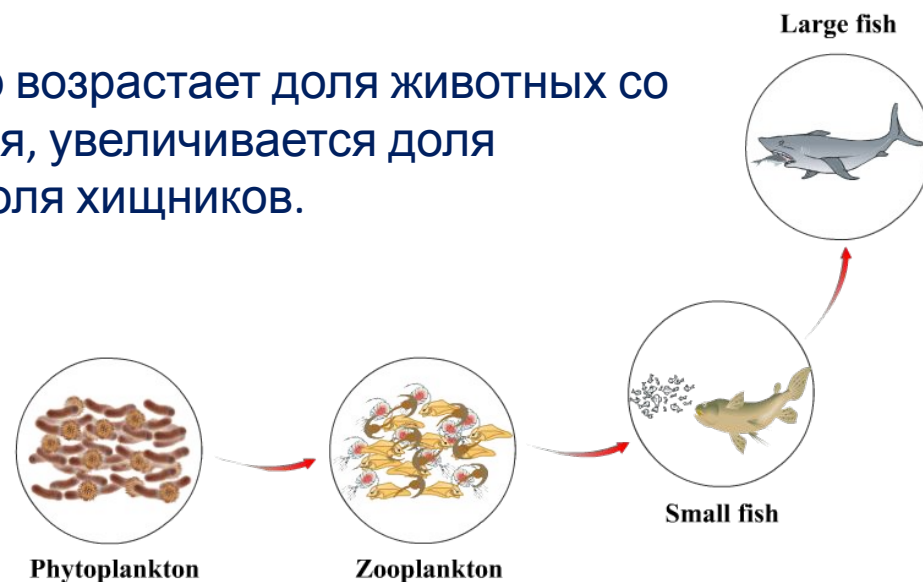 о возрастает доля животных со
я, увеличивается доля
оля хищников.
Large fish
Small fish
Phytoplankton
Zooplankton